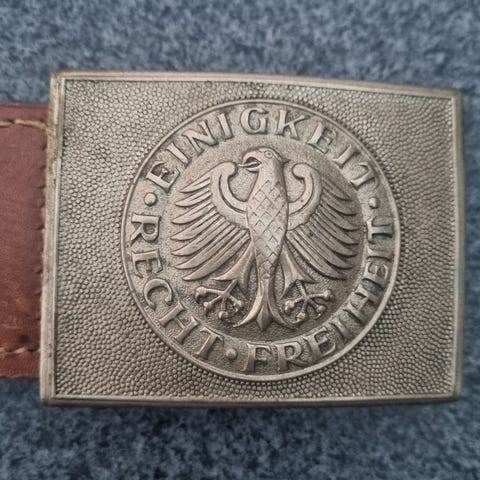 · EINIGKEIT · RECHT · FREIHEIT